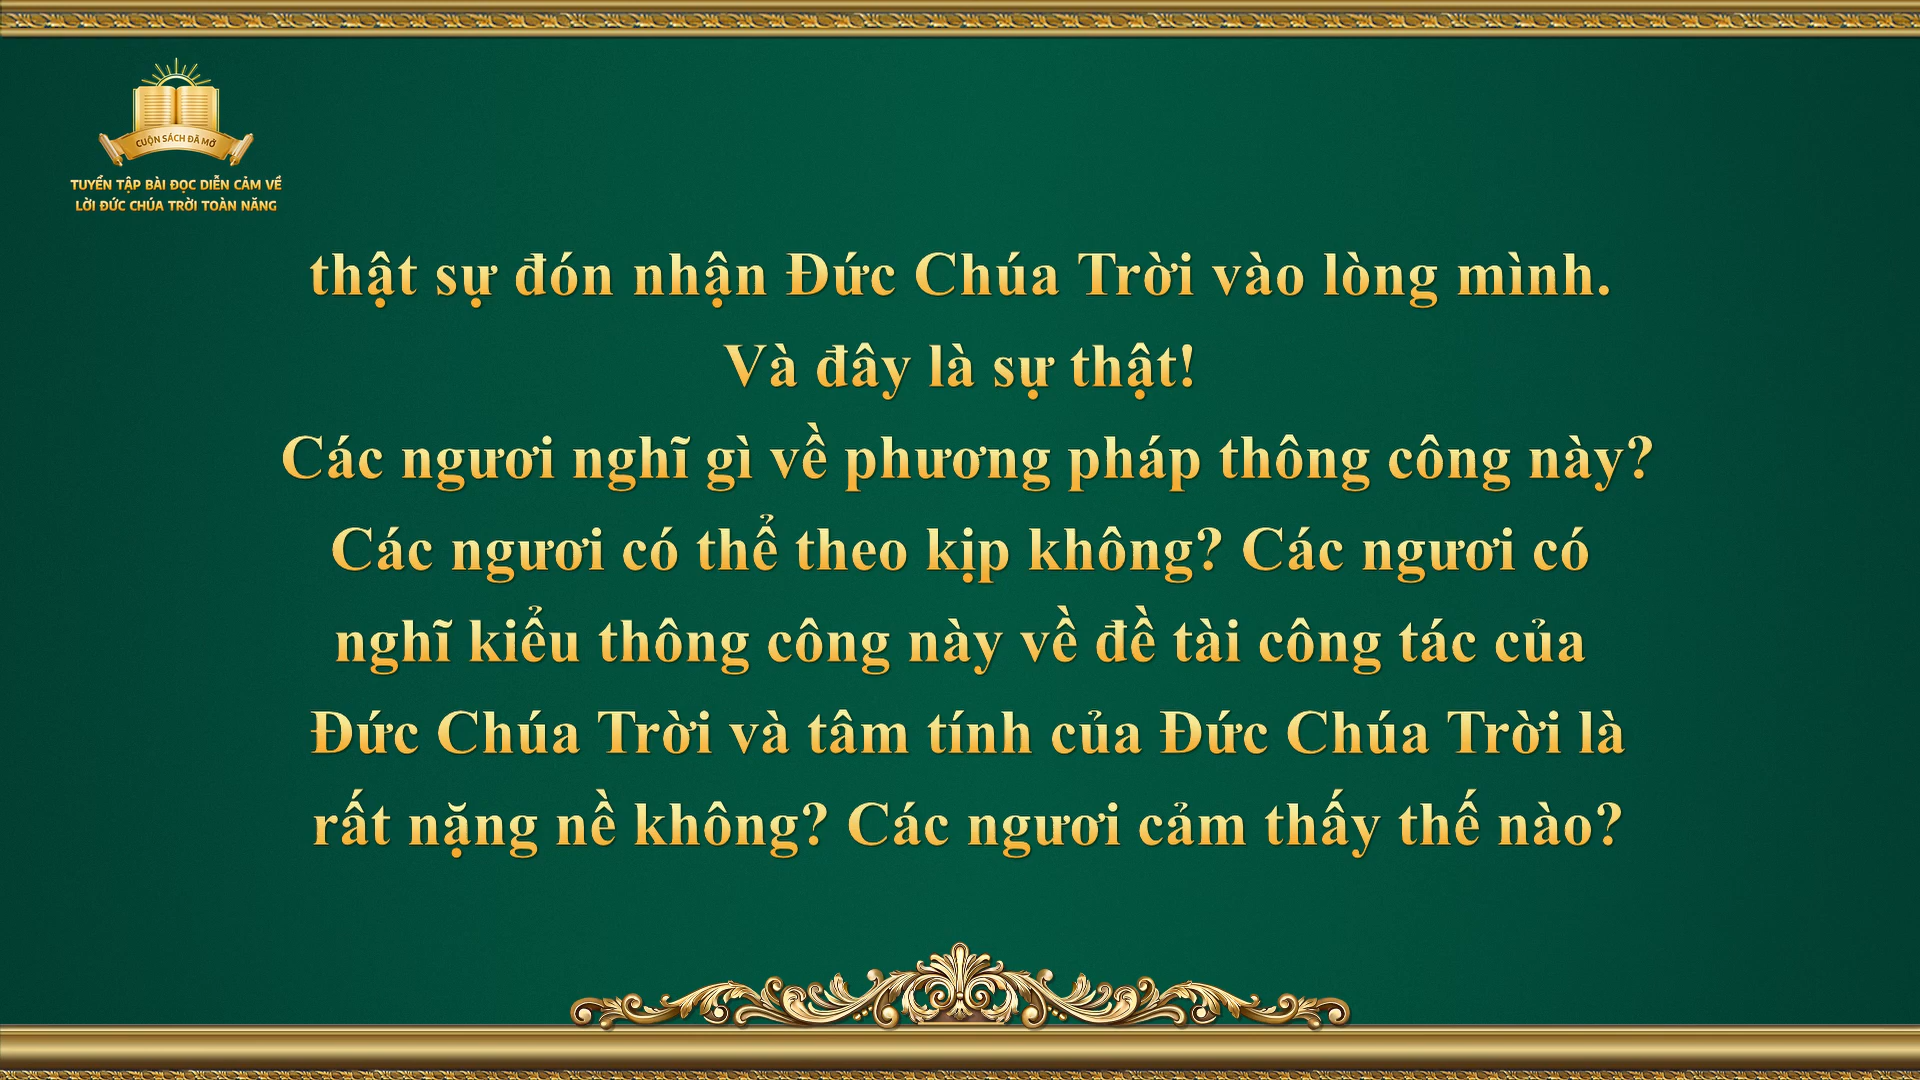 CUỘN SÁCH ĐÃ MỞ
TUYỂN TẬP BÀI ĐỌC DIỄN CẢM VỀ
LỜI ĐỨC CHÚA TRỜI TOÀN NĂNG
thật sự đón nhận Đức Chúa Trời vào lòng mình.
Và đây là sự thật!
Các ngươi nghĩ gì về phương pháp thông công này?
Các ngươi có thể theo kịp không? Các ngươi có
nghĩ kiểu thông công này về đề tài công tác của
Đức Chúa Trời và tâm tính của Đức Chúa Trời là
rất nặng nề không? Các ngươi cảm thấy thế nào?